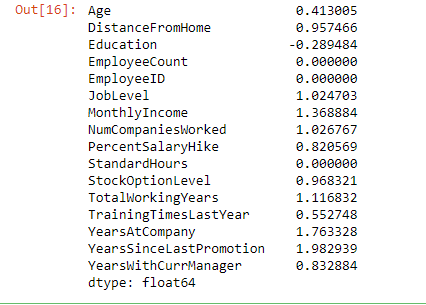 Out[16]: Age 0.413005
DistanceFromHome 0.957466
Education -0.289484
EmployeeCount 0.000000
EmployeeID 0.000000
JobLevel 1.024703
MonthlyIncome 1.368884
NumCompaniesWorked 1.026767
PercentSalaryHike 0.820569
StandardHours 0.000000
StockOptionLevel 0.968321
TotalWorkingYears 1.116832
TrainingTimesLastYear 0.552748
YearsAtCompany 1.763328
YearsSinceLastPromotion 1.982939
YearsWithCurrManager 0.832884
dtype: float64